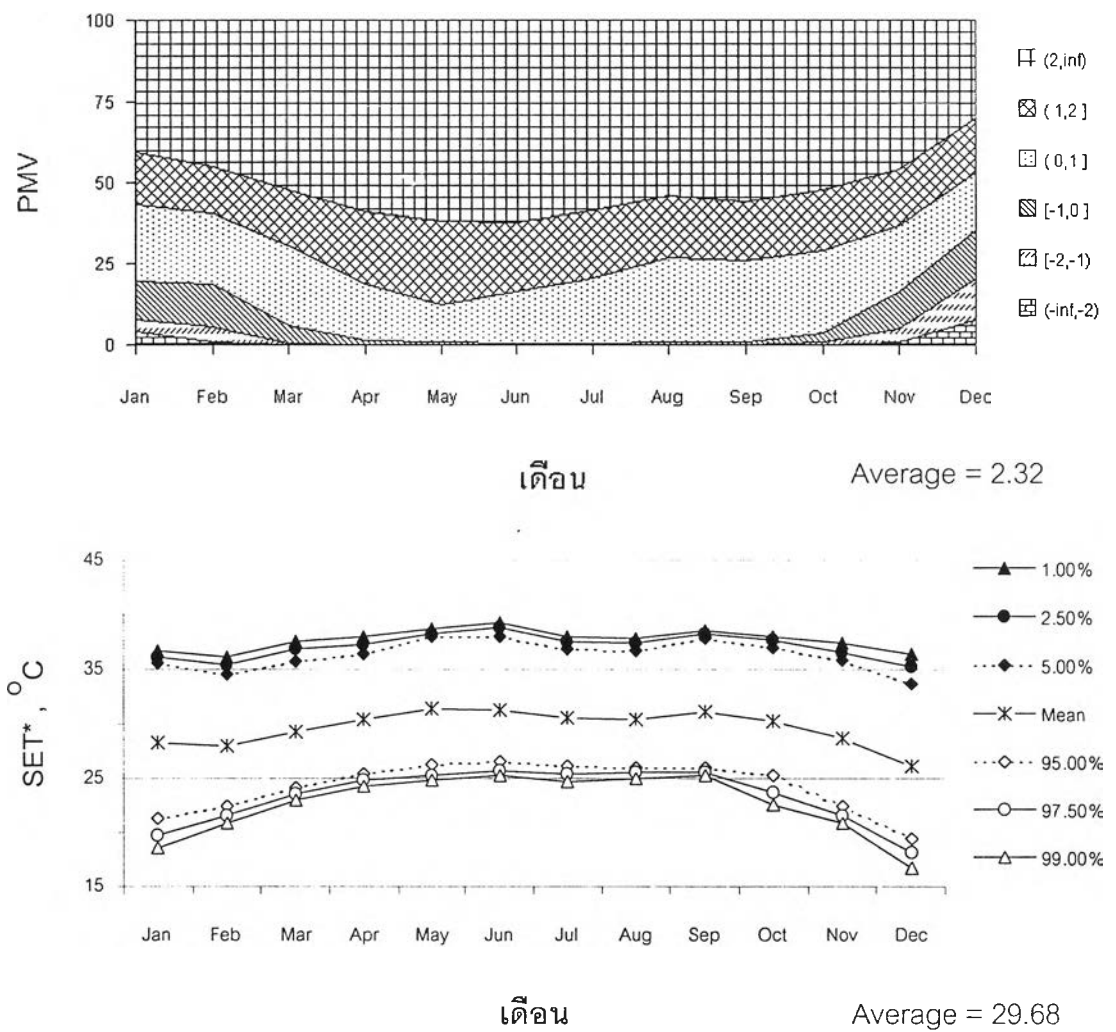 100
75
50
25
0
PMV
Jan Feb Mar Apr May Jun Jul Aug Sep Oct Nov Dec
(2,inf)
(1,2]
(0,1]
[-1,0]
[-2,-1)
(-inf,-2)
เดือน
Average = 2.32
45
35
25
15
SET*, °C
Jan Feb Mar Apr May Jun Jul Aug Sep Oct Nov Dec
1.00%
2.50%
5.00%
Mean
95.00%
97.50%
99.00%
เดือน
Average = 29.68